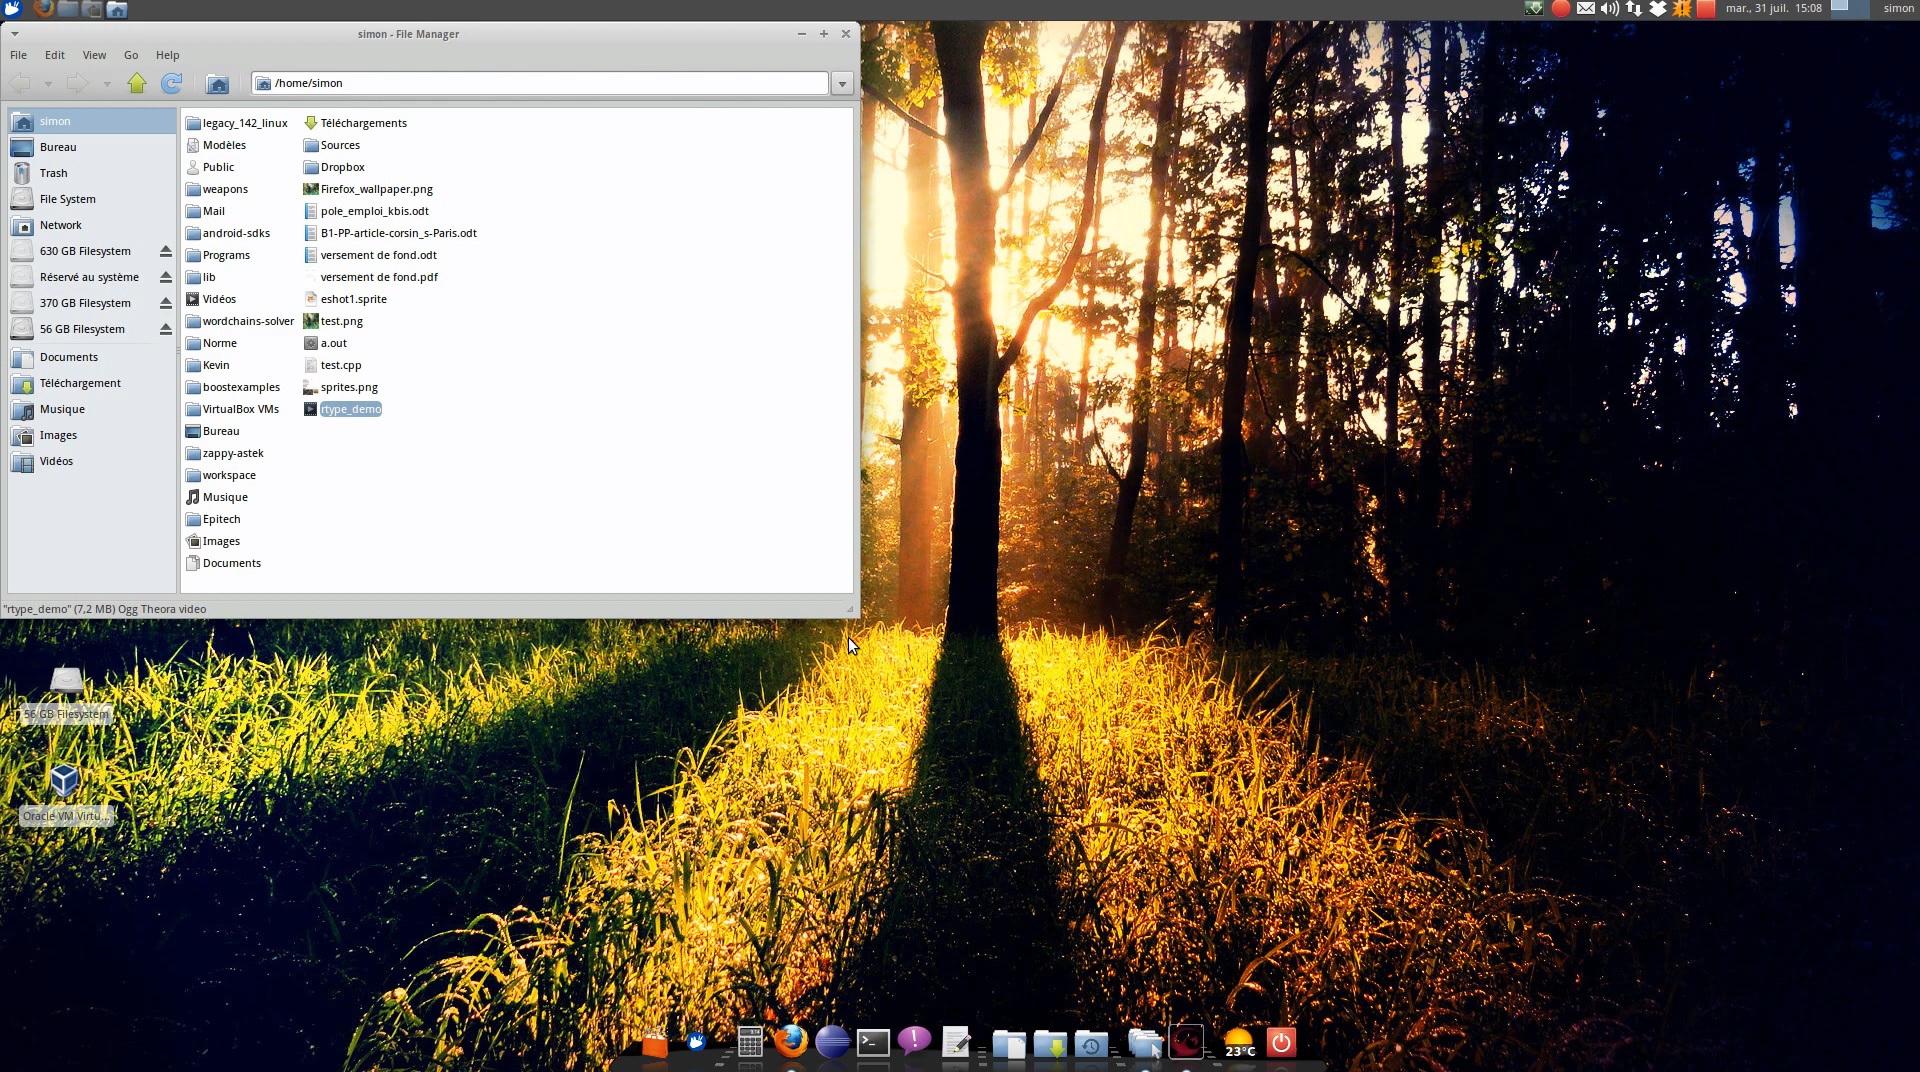 mar., 31 juil. 15:08
simon
simon - File Manager
File Edit View Go Help
/home/simon
simon
Bureau
Trash
File System
Network
630 GB Filesystem
Réservé au système
370 GB Filesystem
56 GB Filesystem
Documents
Téléchargement
Musique
Images
Vidéos
legacy_142_linux
Modèles
Public
weapons
Mail
android-sdks
Programs
lib
Vidéos
wordchains-solver
Norme
Kevin
boostexamples
VirtualBox VMs
Bureau
zappy-astek
workspace
Musique
Epitech
Images
Documents
Téléchargements
Sources
Dropbox
Firefox_wallpaper.png
pole_emploi_kbis.odt
B1-PP-article-corsin_s-Paris.odt
versement de fond.odt
versement de fond.pdf
eshot1.sprite
test.png
a.out
test.cpp
sprites.png
rtype_demo
"rtype_demo" (7,2 MB) Ogg Theora video
56 GB Filesystem
Oracle VM Virtu...
23°C